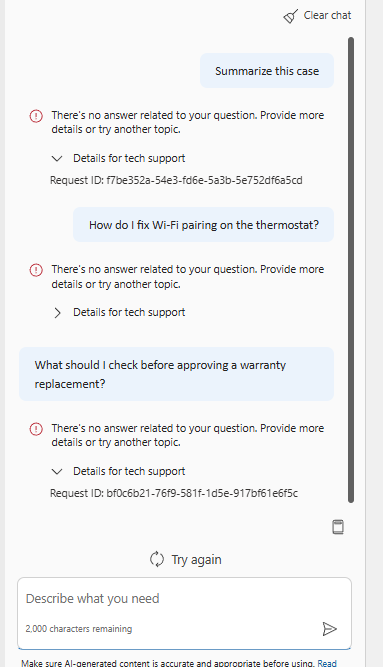 Clear chat
Summarize this case
There's no answer related to your question. Provide more
details or try another topic.
Details for tech support
Request ID: f7be352a-54e3-fd6e-5a3b-5e752df6a5cd
How do I fix Wi-Fi pairing on the thermostat?
There's no answer related to your question. Provide more
details or try another topic.
Details for tech support
What should I check before approving a warranty
replacement?
There's no answer related to your question. Provide more
details or try another topic.
Details for tech support
Request ID: bf0c6b21-76f9-581f-1d5e-917bf61e6f5c
Try again
Describe what you need
2,000 characters remaining
Make sure AI-generated content is accurate and appropriate before using. Read